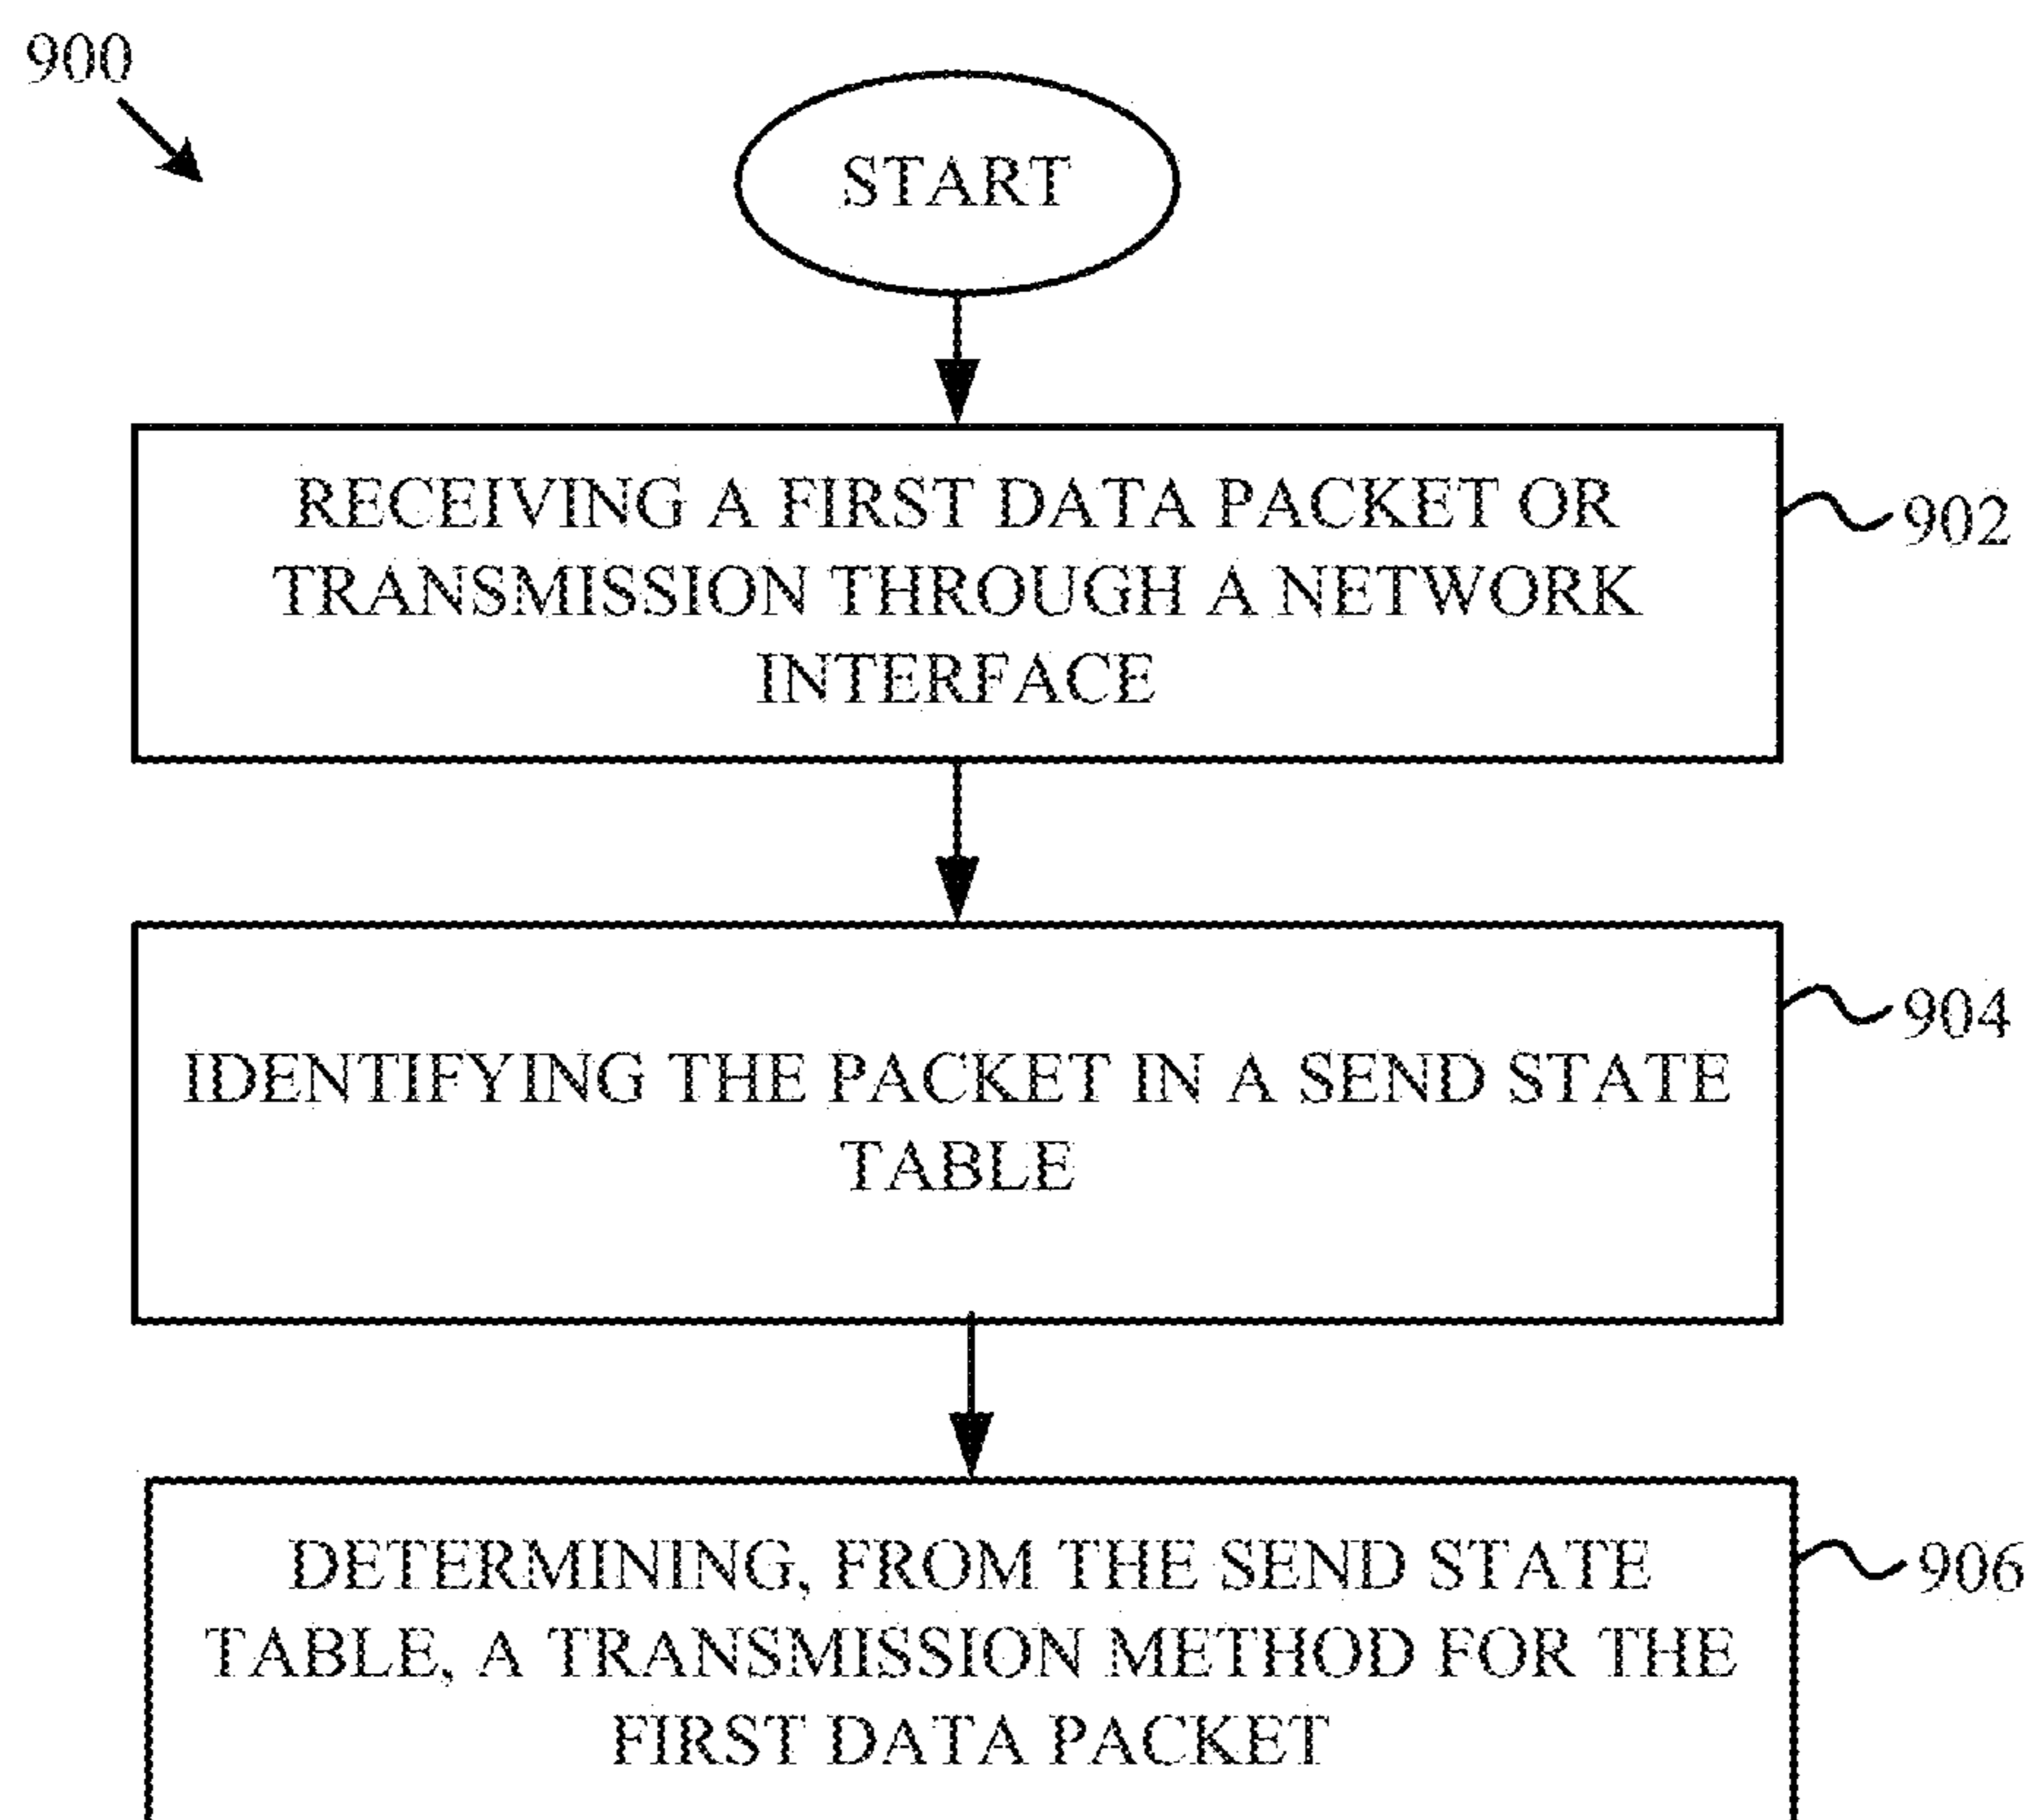 900
START
RECEIVING A FIRST DATA PACKET OR
TRANSMISSION THROUGH A NETWORK
INTERFACE
902
IDENTIFYING THE PACKET IN A SEND STATE
TABLE
904
DETERMINING, FROM THE SEND STATE
TABLE, A TRANSMISSION METHOD FOR THE
FIRST DATA PACKET
906